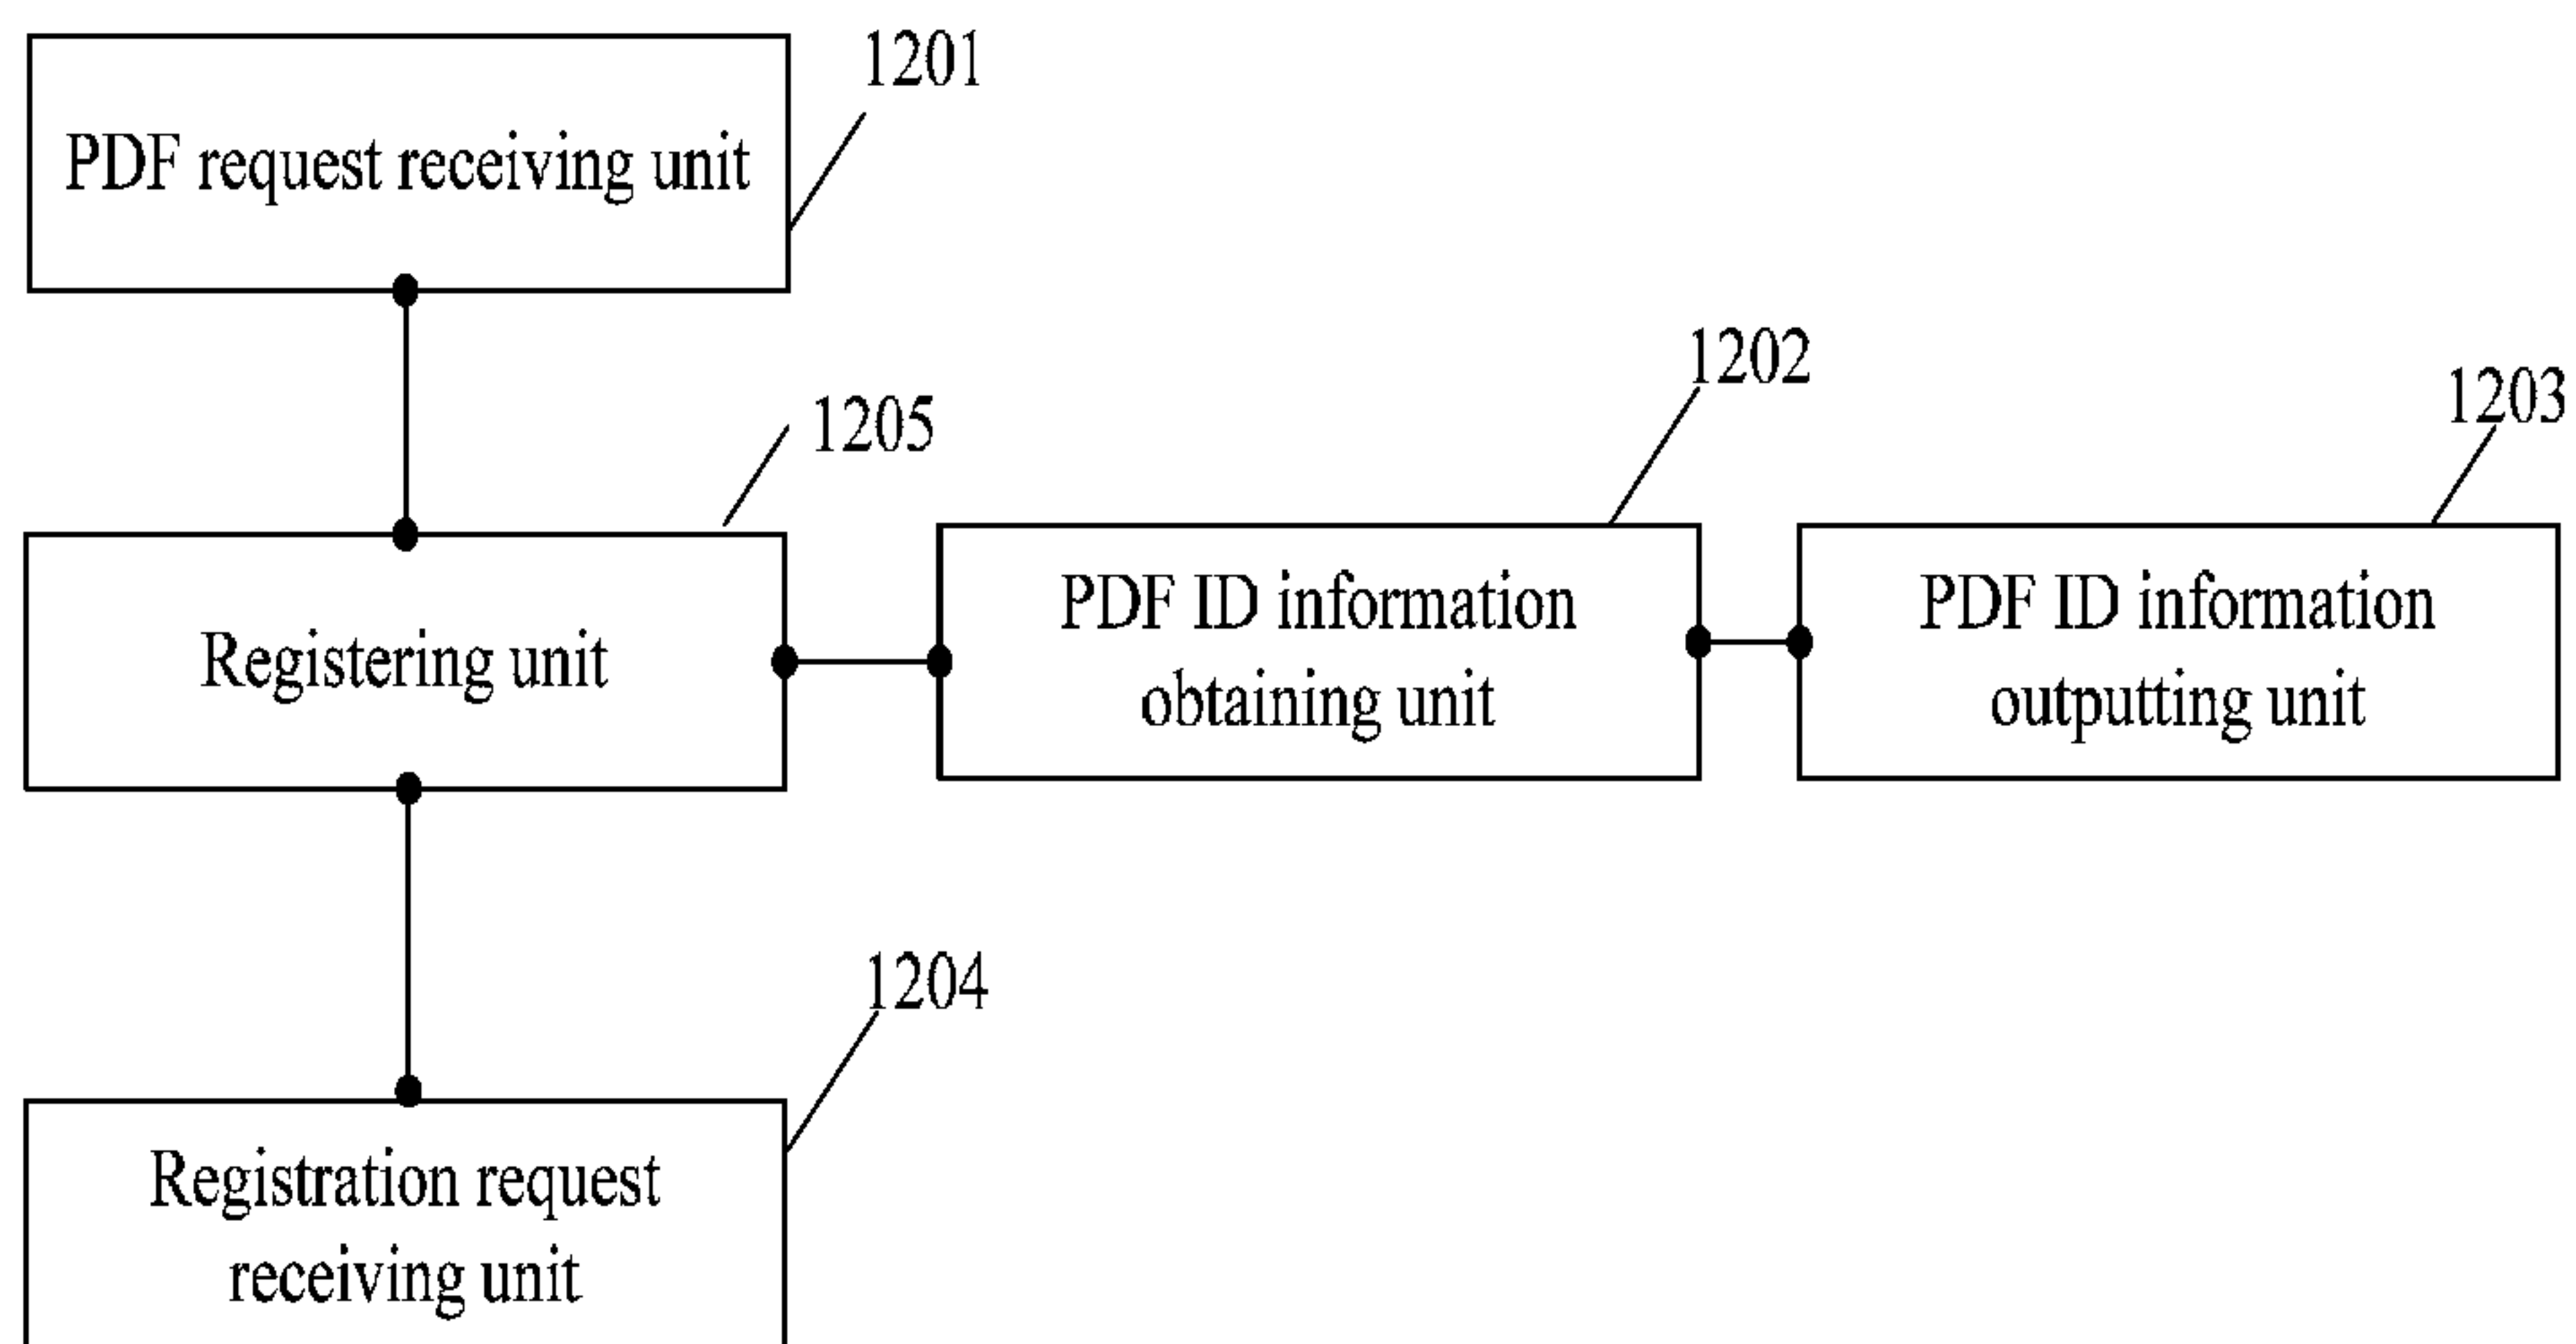 1201
PDF request receiving unit
1205
1202
1203
Registering unit
PDF ID information
obtaining unit
PDF ID information
outputting unit
1204
Registration request
receiving unit